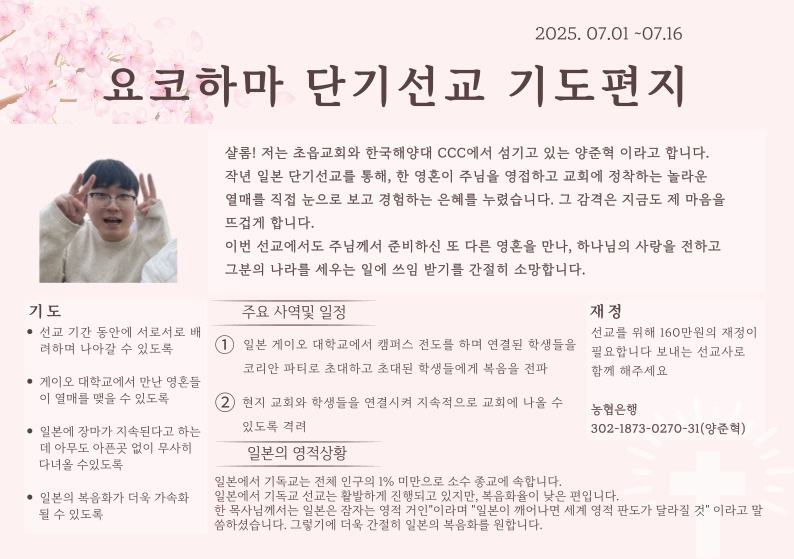 2025. 07.01 ~07.16
요코하마 단기선교 기도편지
샬롬! 저는 초읍교회와 한국해양대 CCC에서 섬기고 있는 양준혁 이라고 합니다.
작년 일본 단기선교를 통해, 한 영혼이 주님을 영접하고 교회에 정착하는 놀라운
열매를 직접 눈으로 보고 경험하는 은혜를 누렸습니다. 그 감격은 지금도 제 마음을
뜨겁게 합니다.
이번 선교에서도 주님께서 준비하신 또 다른 영혼을 만나, 하나님의 사랑을 전하고
그분의 나라를 세우는 일에 쓰임 받기를 간절히 소망합니다.
기도
• 선교 기간 동안에 서로서로 배
려하며 나아갈 수 있도록
• 게이오 대학교에서 만난 영혼들
이 열매를 맺을 수 있도록
• 일본에 장마가 지속된다고 하는
데 아무도 아픈곳 없이 무사히
다녀올 수있도록
• 일본의 복음화가 더욱 가속화
될 수 있도록
주요 사역및 일정
① 일본 게이오 대학교에서 캠퍼스 전도를 하며 연결된 학생들을
코리안 파티로 초대하고 초대된 학생들에게 복음을 전파
② 현지 교회와 학생들을 연결시켜 지속적으로 교회에 나올 수
있도록 격려
일본의 영적상황
일본에서 기독교는 전체 인구의 1% 미만으로 소수 종교에 속합니다.
일본에서 기독교 선교는 활발하게 진행되고 있지만, 복음화율이 낮은 편입니다.
한 목사님께서는 일본은 잠자는 영적 거인"이라며 "일본이 깨어나면 세계 영적 판도가 달라질 것" 이라고 말
씀하셨습니다. 그렇기에 더욱 간절히 일본의 복음화를 원합니다.
재정
선교를 위해 160만원의 재정이
필요합니다 보내는 선교사로
함께 해주세요
농협은행
302-1873-0270-31(양준혁)